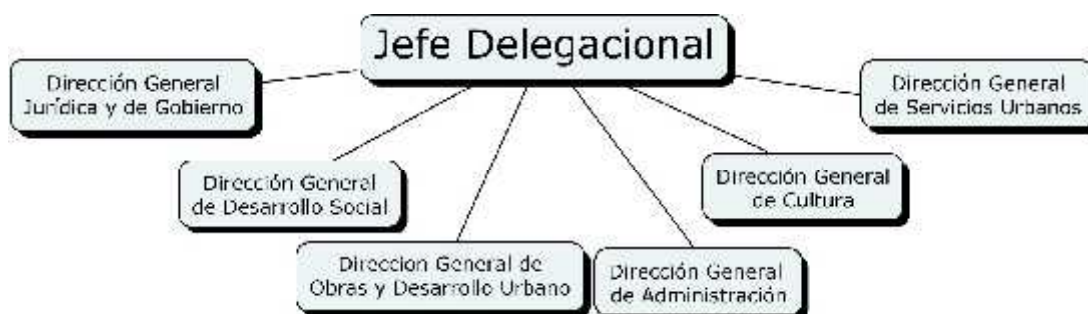 Jefe Delegacional
Dirección General
Jurídica y de Gobierno
Dirección General
de Servicios Urbanos
Dirección General
de Desarrollo Social
Dirección General
de Cultura
Direccion General de
Obras y Desarrollo Urbano
Dirección General
de Administración